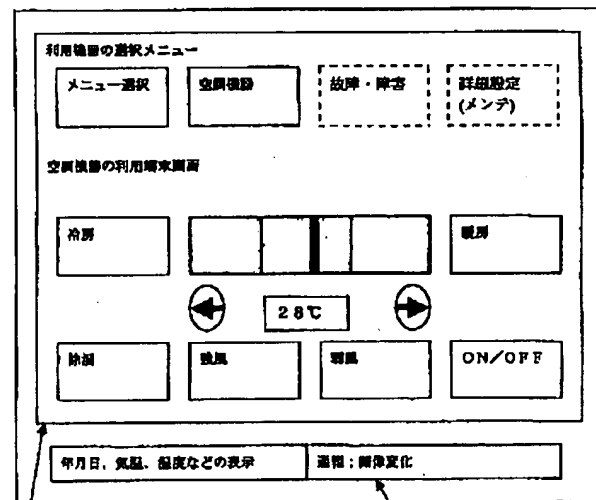 利用機器の選択メニュー
メニュー選択
空調機器
故障・障害
詳細設定
(メンテ)
空調機器の利用端末画面
冷房
暖房
28℃
除湿
強風
弱風
ON/OFF
年月日、気温、湿度などの表示
通報;画像変化